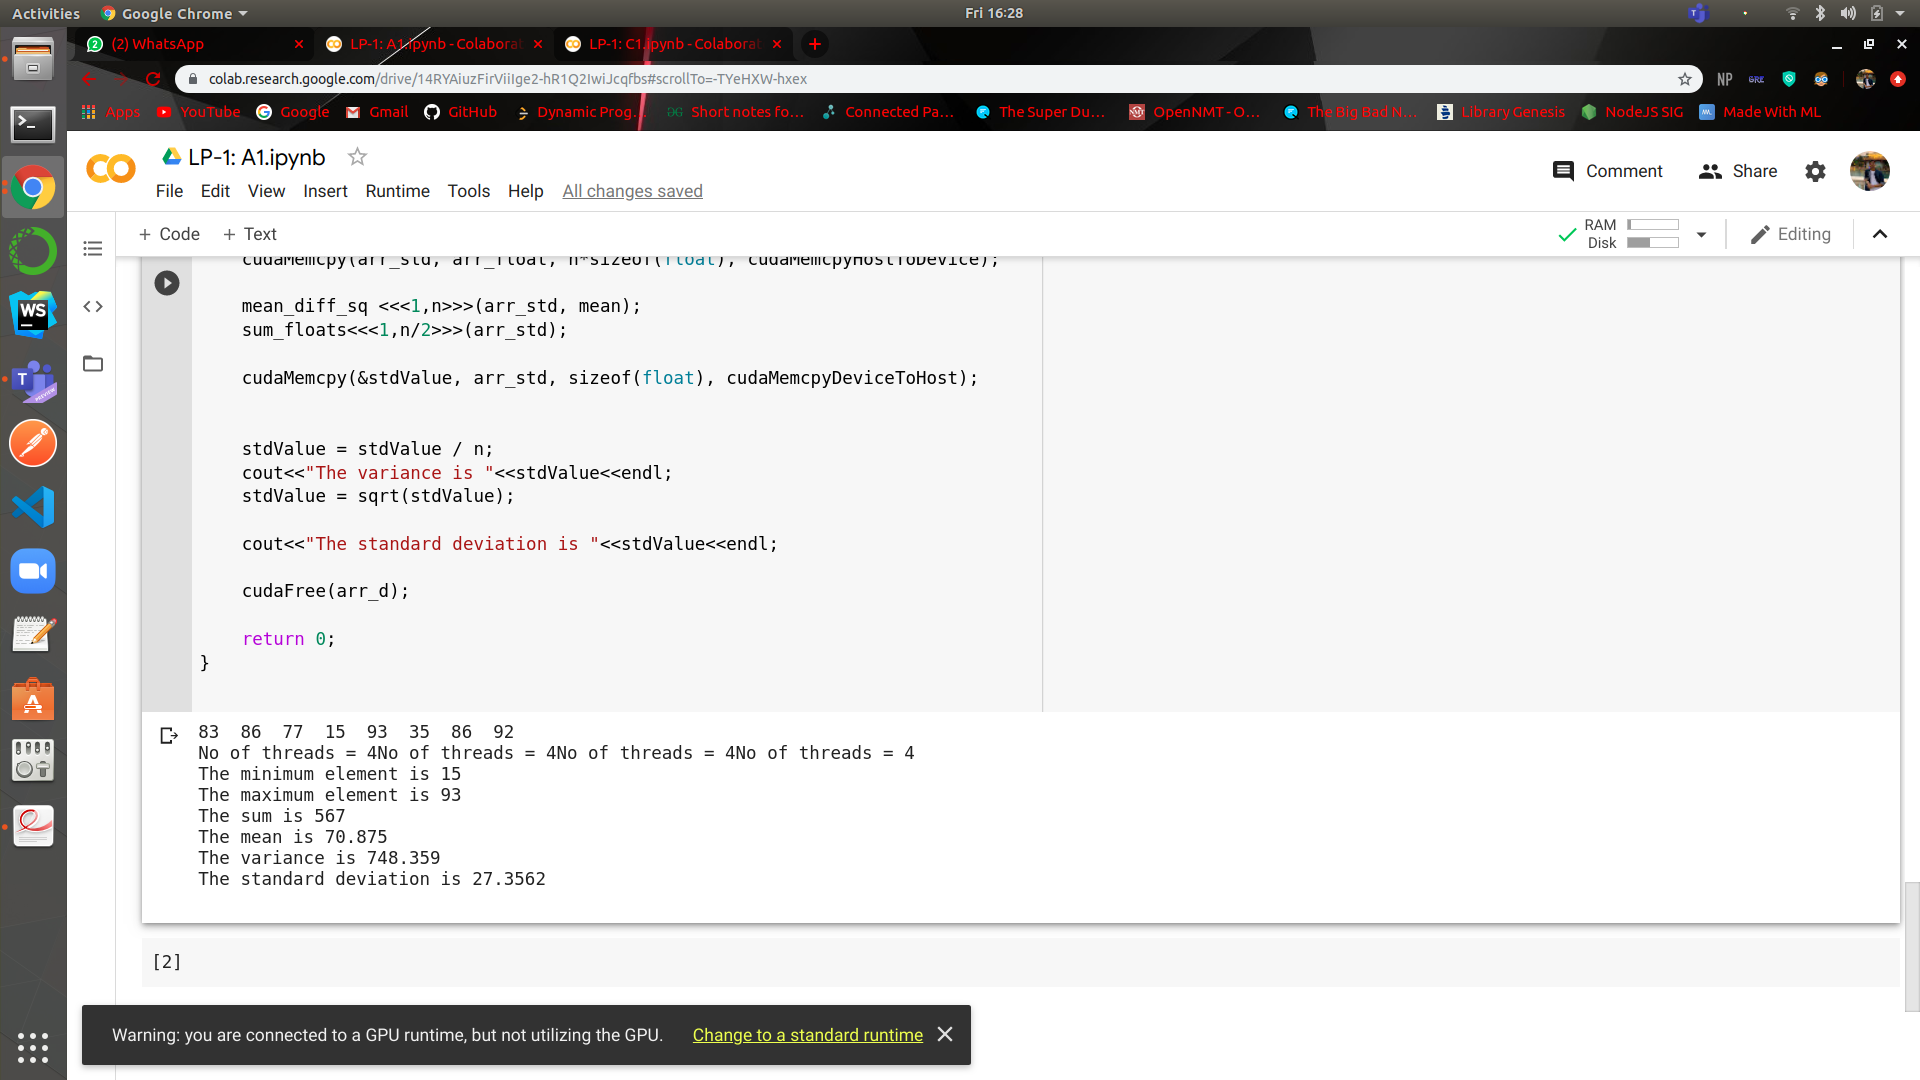 Activities Google Chrome Fri 16:28
(2) WhatsApp LP-1: A1.ipynb - Colaborat LP-1: C1.ipynb - Colaborat
colab.research.google.com/drive/14RYAiuzFirViiIge2-hR1Q2IwiJcqfbs#scrollTo=-TYeHXW-hxex NP GRE
Apps YouTube Google Gmail GitHub Dynamic Prog... Short notes fo... Connected Pa... The Super Du... OpenNMT - O... The Big Bad N... Library Genesis NodeJS SIG Made With ML
LP-1: A1.ipynb
File Edit View Insert Runtime Tools Help All changes saved
Comment Share
+ Code + Text
RAM
Disk
Editing
cudaMemcpy(arr_std, arr_float, n*sizeof(float), cudaMemcpyHostToDevice);
mean_diff_sq <<<1,n>>>(arr_std, mean);
sum_floats<<<1,n/2>>>(arr_std);
cudaMemcpy(&stdValue, arr_std, sizeof(float), cudaMemcpyDeviceToHost);
stdValue = stdValue / n;
cout<<"The variance is "<<stdValue<<endl;
stdValue = sqrt(stdValue);
cout<<"The standard deviation is "<<stdValue<<endl;
cudaFree(arr_d);
return 0;
}
83 86 77 15 93 35 86 92
No of threads = 4No of threads = 4No of threads = 4No of threads = 4
The minimum element is 15
The maximum element is 93
The sum is 567
The mean is 70.875
The variance is 748.359
The standard deviation is 27.3562
[2]
Warning: you are connected to a GPU runtime, but not utilizing the GPU. Change to a standard runtime
WS
T
PREVIEW